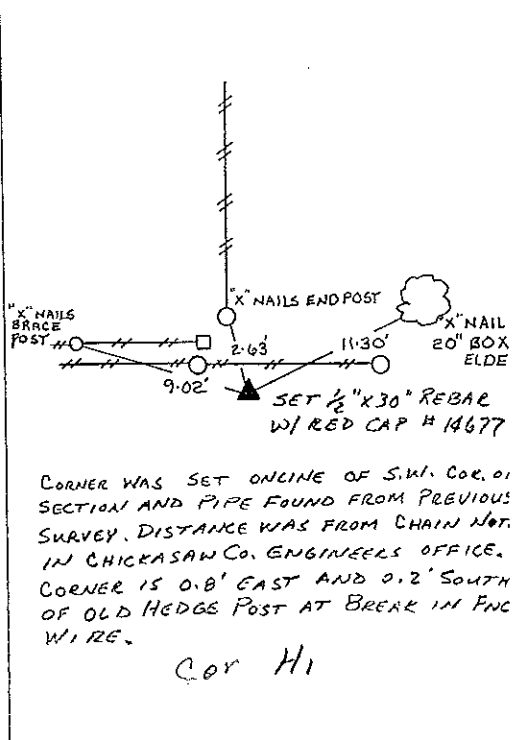 "X" NAILS END POST
"X" NAILS
BRACE
POST
2.63'
11.30'
"X" NAIL
20" BOX
ELDE
9.02'
SET 1/2" X 30" REBAR
W/ RED CAP # 14677
CORNER WAS SET ONLINE OF S.W. COR. OF
SECTION AND PIPE FOUND FROM PREVIOUS
SURVEY. DISTANCE WAS FROM CHAIN NOT
IN CHICKASAW CO. ENGINEERS OFFICE.
CORNER IS 0.8' EAST AND 0.2' SOUTH
OF OLD HEDGE POST AT BREAK IN FNC
WIRE.
Cor H1